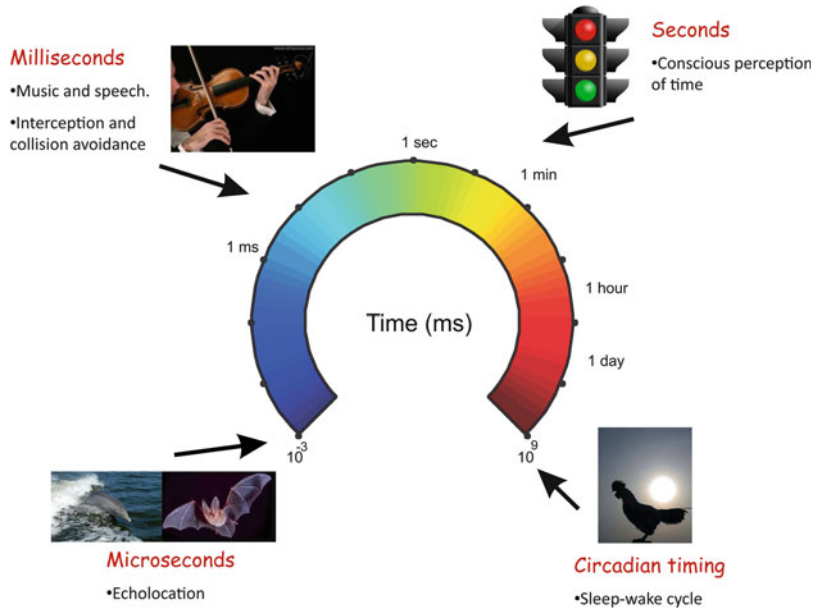 Milliseconds
•Music and speech.
•Interception and
collision avoidance
Seconds
•Conscious perception
of time
1 sec
1 min
1 ms
1 hour
Time (ms)
1 day
10-3
109
Microseconds
•Echolocation
Circadian timing
•Sleep-wake cycle